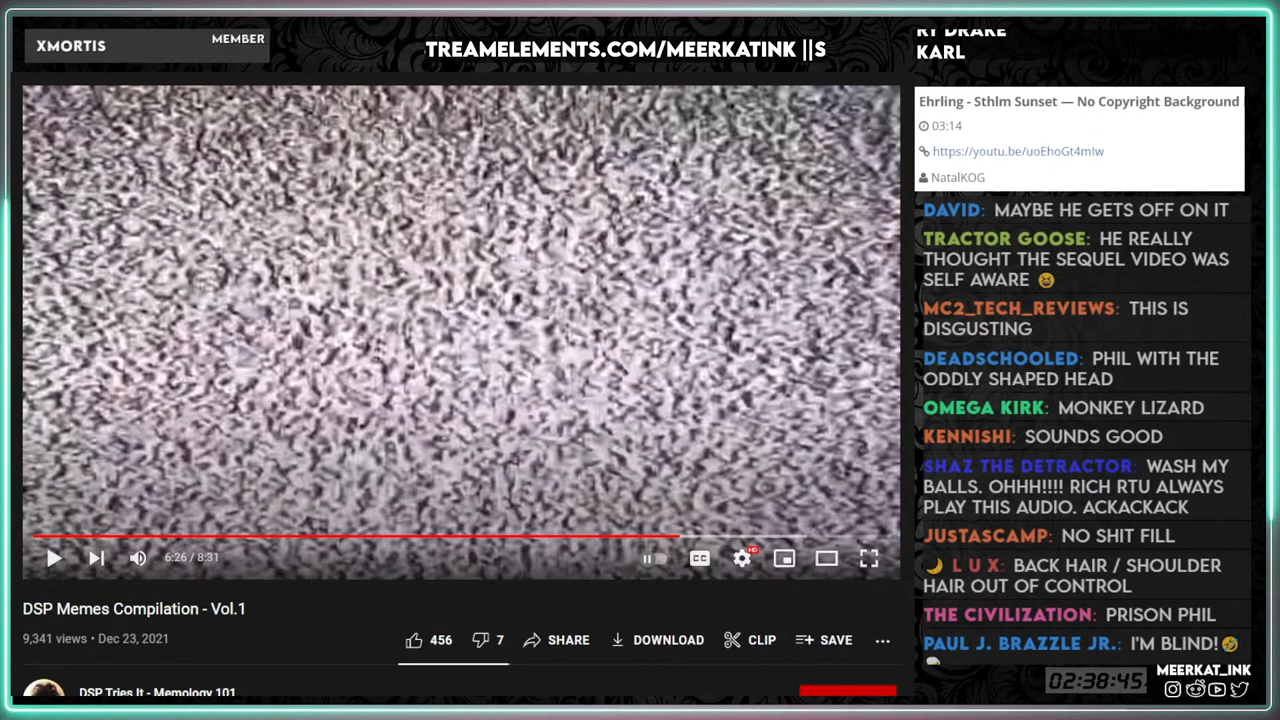 XMORTIS
MEMBER
TREAMELEMENTS.COM/MEERKATINK ||S
RY DRAKE
KARL
Ehrling - Sthlm Sunset — No Copyright Background
03:14
https://youtu.be/uoEhoGt4mIw
NatalKOG
DAVID: MAYBE HE GETS OFF ON IT
TRACTOR GOOSE: HE REALLY
THOUGHT THE SEQUEL VIDEO WAS
SELF AWARE 😆
MC2_TECH_REVIEWS: THIS IS
DISGUSTING
DEADSCHOOLED: PHIL WITH THE
ODDLY SHAPED HEAD
OMEGA KIRK: MONKEY LIZARD
KENNISHI: SOUNDS GOOD
SHAZ THE DETRACTOR: WASH MY
BALLS. OHHH!!!! RICH RTU ALWAYS
PLAY THIS AUDIO. ACKACKACK
JUSTASCAMP: NO SHIT FILL
🌙 L U X: BACK HAIR / SHOULDER
HAIR OUT OF CONTROL
THE CIVILIZATION: PRISON PHIL
PAUL J. BRAZZLE JR.: I'M BLIND!🤣
6:26 / 8:31
CC
HD
DSP Memes Compilation - Vol.1
9,341 views • Dec 23, 2021
456
7
SHARE
DOWNLOAD
CLIP
SAVE
DSP Tries It - Memology 101
02:38:45
MEERKAT_INK